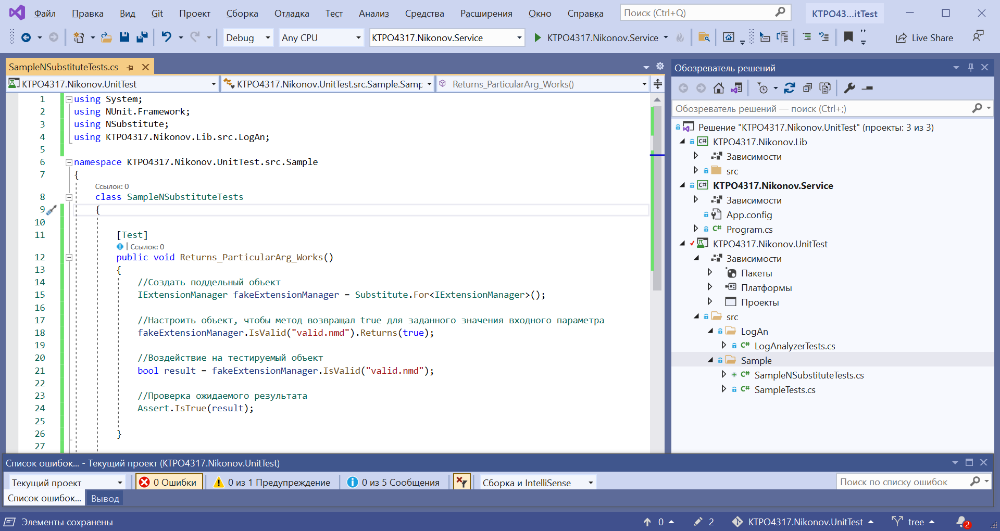 Файл Правка Вид Git Проект Сборка Отладка Тест Анализ Средства Расширения Окно Справка Поиск (Ctrl+Q) КТРО43...itTest
Debug Any CPU KTPO4317.Nikonov.Service KTPO4317.Nikonov.Service Live Share
SampleNSubstituteTests.cs
KTPO4317.Nikonov.UnitTest KTPO4317.Nikonov.UnitTest.src.Sample.Samp Returns_ParticularArg_Works()
1 using System;
2 using NUnit.Framework;
3 using NSubstitute;
4 using KTPO4317.Nikonov.Lib.src.LogAn;
5
6 namespace KTPO4317.Nikonov.UnitTest.src.Sample
7 {
Ссылок: 0
8 class SampleNSubstituteTests
9 {
10
11 [Test]
Ссылок: 0
12 public void Returns_ParticularArg_Works()
13 {
14 //Создать поддельный объект
15 IExtensionManager fakeExtensionManager = Substitute.For<IExtensionManager>();
16
17 //Настроить объект, чтобы метод возвращал true для заданного значения входного параметра
18 fakeExtensionManager.IsValid("valid.nmd").Returns(true);
19
20 //Воздействие на тестируемый объект
21 bool result = fakeExtensionManager.IsValid("valid.nmd");
22
23 //Проверка ожидаемого результата
24 Assert.IsTrue(result);
25
26 }
27
Обозреватель решений
Обозреватель решений — поиск (Ctrl+;)
Решение "KTPO4317.Nikonov.UnitTest" (проекты: 3 из 3)
C# KTPO4317.Nikonov.Lib
Зависимости
src
C# KTPO4317.Nikonov.Service
Зависимости
App.config
C# Program.cs
KTPO4317.Nikonov.UnitTest
Зависимости
Пакеты
Платформы
Проекты
src
LogAn
C# LogAnalyzerTests.cs
Sample
C# SampleNSubstituteTests.cs
C# SampleTests.cs
Список ошибок... - Текущий проект (KTPO4317.Nikonov.UnitTest)
Текущий проект 0 Ошибки 0 из 1 Предупреждение 0 из 5 Сообщения Сборка и IntelliSense Поиск по списку ошибок
Список ошибок... Вывод
Элементы сохранены 0 2 KTPO4317.Nikonov.UnitTest tree 2